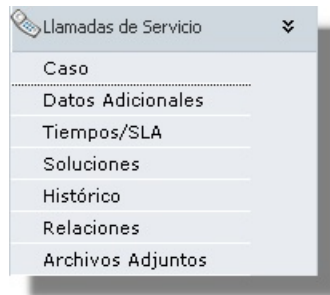 Llamadas de Servicio
Caso
Datos Adicionales
Tiempos/SLA
Soluciones
Histórico
Relaciones
Archivos Adjuntos